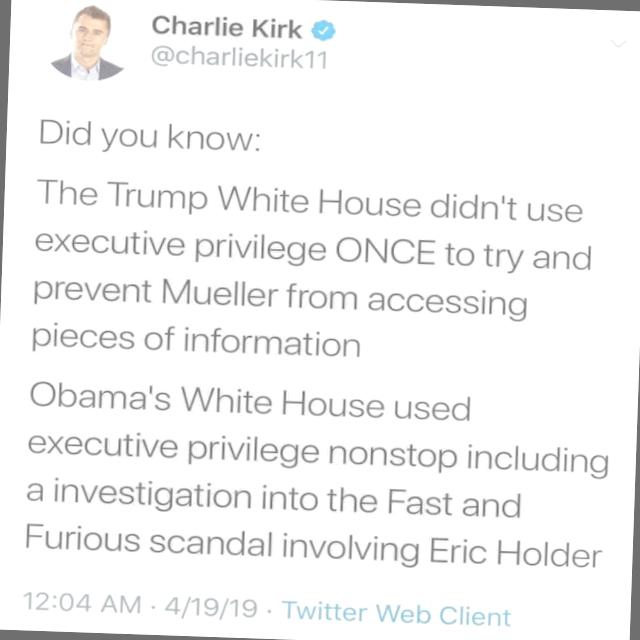 Charlie Kirk
@charliekirk11
Did you know:
The Trump White House didn't use
executive privilege ONCE to try and
prevent Mueller from accessing
pieces of information
Obama's White House used
executive privilege nonstop including
a investigation into the Fast and
Furious scandal involving Eric Holder
12:04 AM · 4/19/19 · Twitter Web Client